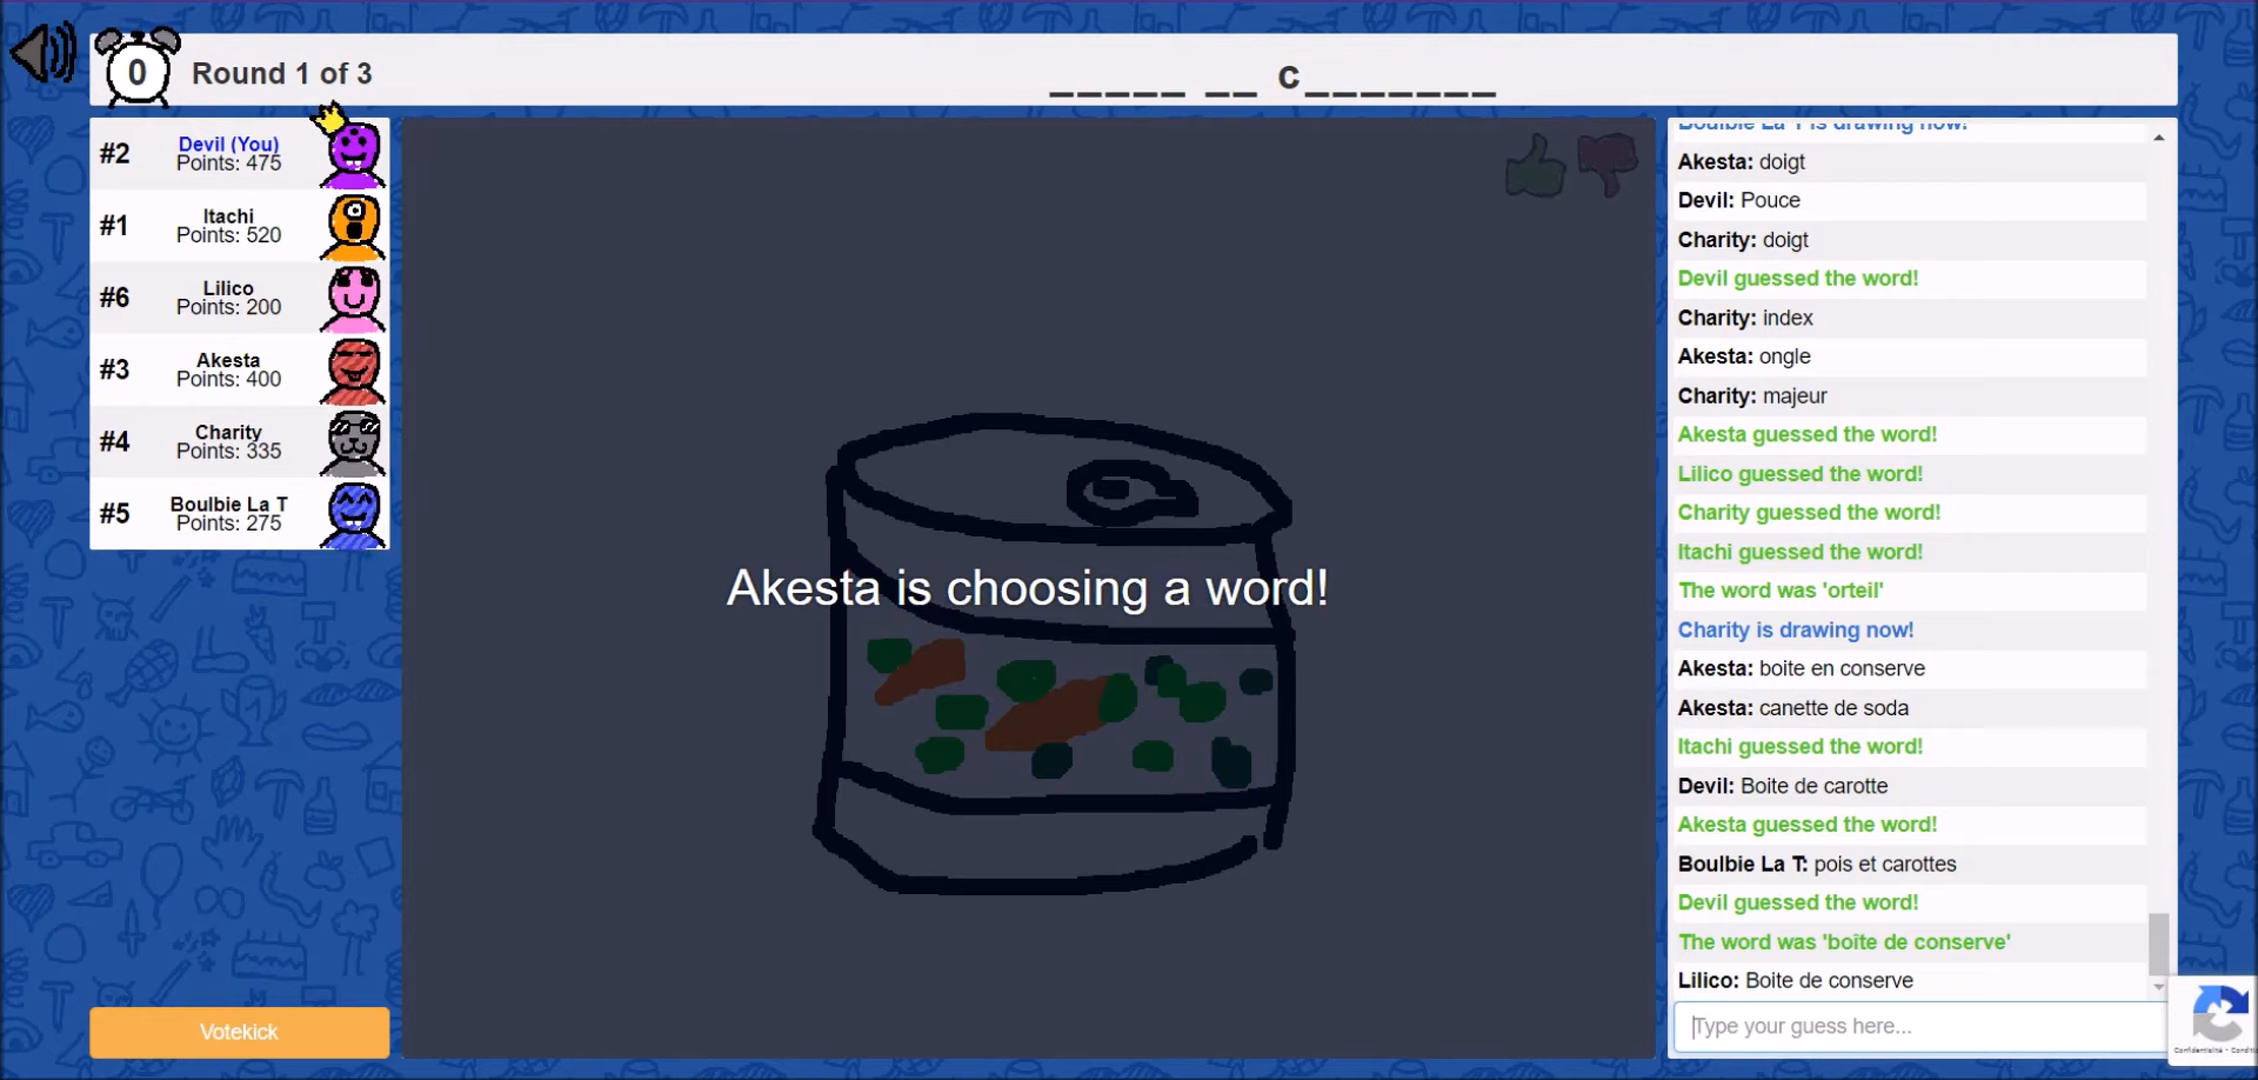 0
Round 1 of 3
_____ __ c_______
#2
Devil (You)
Points: 475
#1
Itachi
Points: 520
#6
Lilico
Points: 200
#3
Akesta
Points: 400
#4
Charity
Points: 335
#5
Boulbie La T
Points: 275
Votekick
Akesta is choosing a word!
Boulbie La T is drawing now!
Akesta: doigt
Devil: Pouce
Charity: doigt
Devil guessed the word!
Charity: index
Akesta: ongle
Charity: majeur
Akesta guessed the word!
Lilico guessed the word!
Charity guessed the word!
Itachi guessed the word!
The word was 'orteil'
Charity is drawing now!
Akesta: boite en conserve
Akesta: canette de soda
Itachi guessed the word!
Devil: Boite de carotte
Akesta guessed the word!
Boulbie La T: pois et carottes
Devil guessed the word!
The word was 'boîte de conserve'
Lilico: Boite de conserve
Type your guess here...